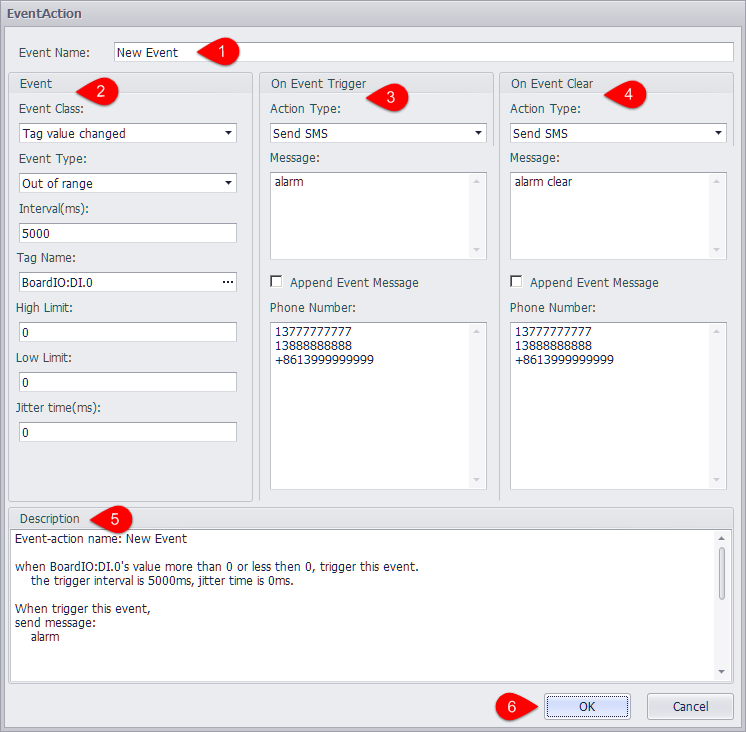 EventAction
Event Name: New Event 1
Event 2
Event Class:
Tag value changed
Event Type:
Out of range
Interval(ms):
5000
Tag Name:
BoardIO:DI.0 ...
High Limit:
0
Low Limit:
0
Jitter time(ms):
0
On Event Trigger 3
Action Type:
Send SMS
Message:
alarm
Append Event Message
Phone Number:
13777777777
13888888888
+8613999999999
On Event Clear 4
Action Type:
Send SMS
Message:
alarm clear
Append Event Message
Phone Number:
13777777777
13888888888
+8613999999999
Description 5
Event-action name: New Event
when BoardIO:DI.0's value more than 0 or less then 0, trigger this event.
the trigger interval is 5000ms, jitter time is 0ms.
When trigger this event,
send message:
alarm
6 OK Cancel